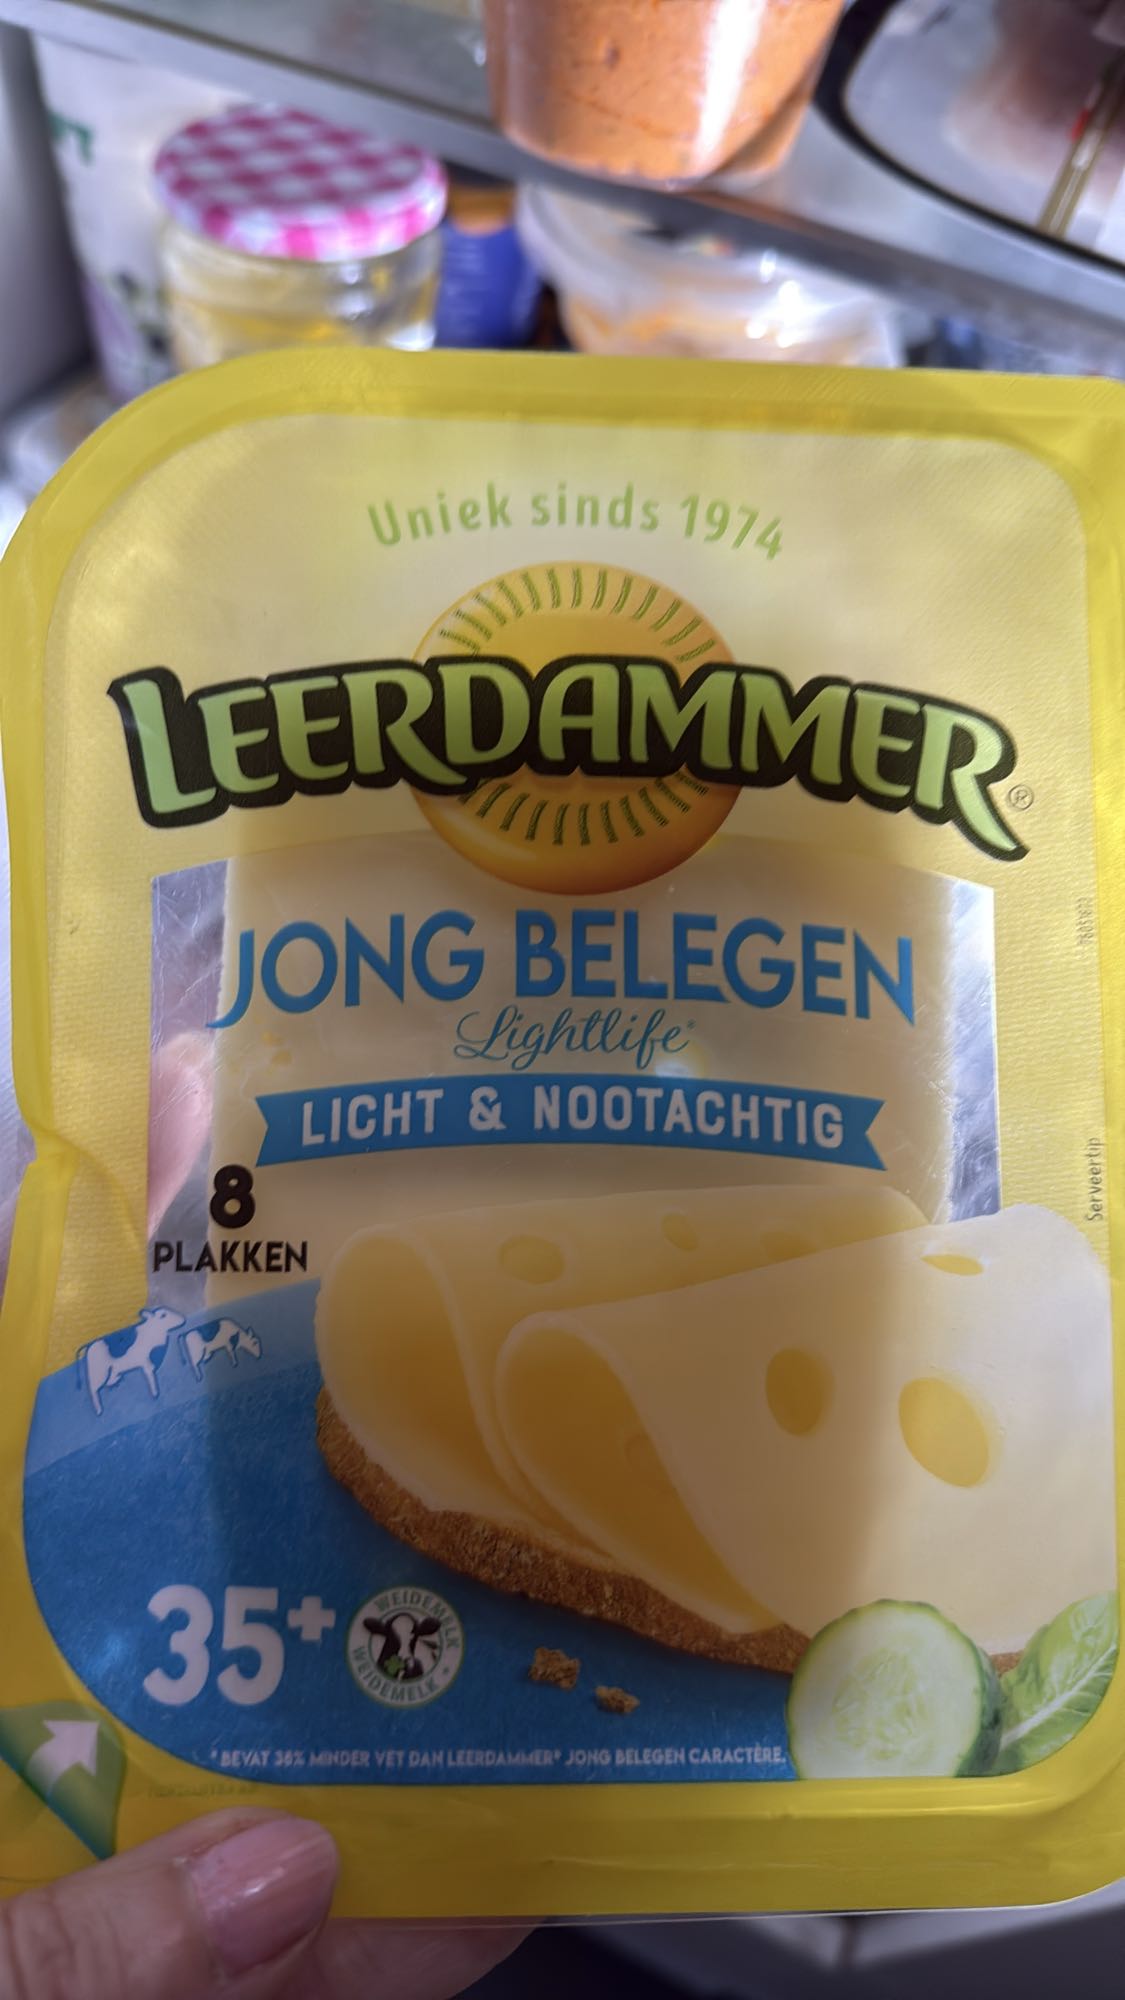 Uniek sinds 1974
LEERDAMMER®
JONG BELEGEN
Lightlife*
LICHT & NOOTACHTIG
8
PLAKKEN
Serveertip
35+
WEIDEMELK
WEIDEMELK
* BEVAT 36% MINDER VET DAN LEERDAMMER® JONG BELEGEN CARACTÈRE.